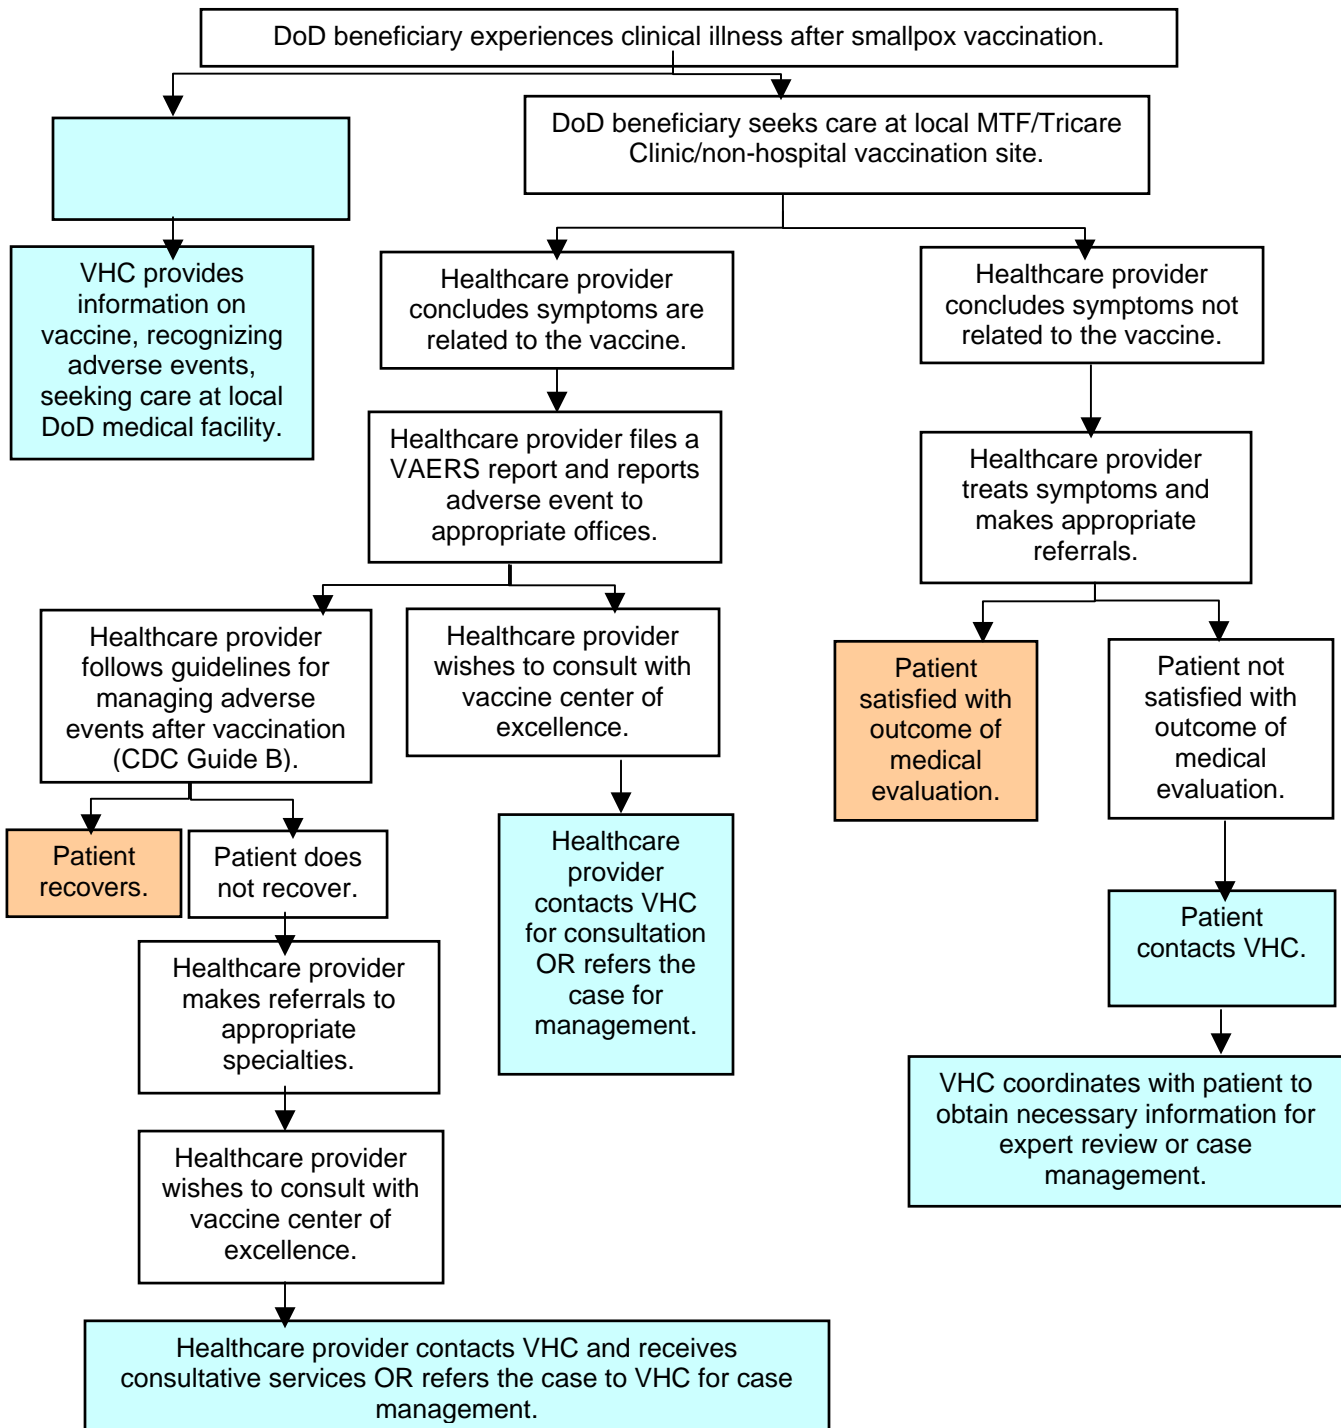 DoD beneficiary experiences clinical illness after smallpox vaccination.
DoD beneficiary seeks care at local MTF/Tricare
Clinic/non-hospital vaccination site.
VHC provides
information on
vaccine, recognizing
adverse events,
seeking care at local
DoD medical facility.
Healthcare provider
concludes symptoms are
related to the vaccine.
Healthcare provider
concludes symptoms not
related to the vaccine.
Healthcare provider files a
VAERS report and reports
adverse event to
appropriate offices.
Healthcare provider
treats symptoms and
makes appropriate
referrals.
Healthcare provider
follows guidelines for
managing adverse
events after vaccination
(CDC Guide B).
Healthcare provider
wishes to consult with
vaccine center of
excellence.
Patient
satisfied with
outcome of
medical
evaluation.
Patient not
satisfied with
outcome of
medical
evaluation.
Patient
recovers.
Patient does
not recover.
Healthcare
provider
contacts VHC
for consultation
OR refers the
case for
management.
Patient
contacts VHC.
Healthcare provider
makes referrals to
appropriate
specialties.
VHC coordinates with patient to
obtain necessary information for
expert review or case
management.
Healthcare provider
wishes to consult with
vaccine center of
excellence.
Healthcare provider contacts VHC and receives
consultative services OR refers the case to VHC for case
management.